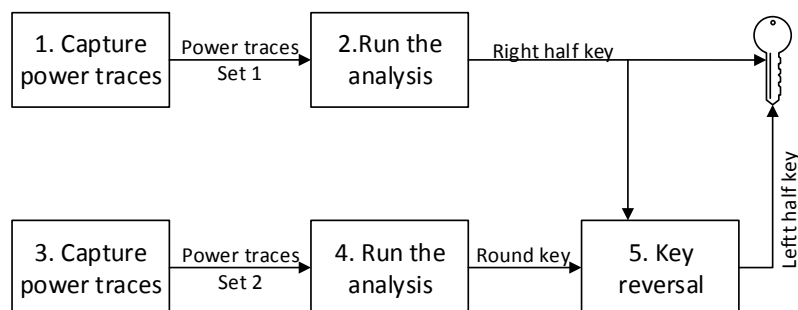 1. Capture
power traces
Power traces
Set 1
2.Run the
analysis
Right half key
3. Capture
power traces
Power traces
Set 2
4. Run the
analysis
Round key
5. Key
reversal
Leftt half key